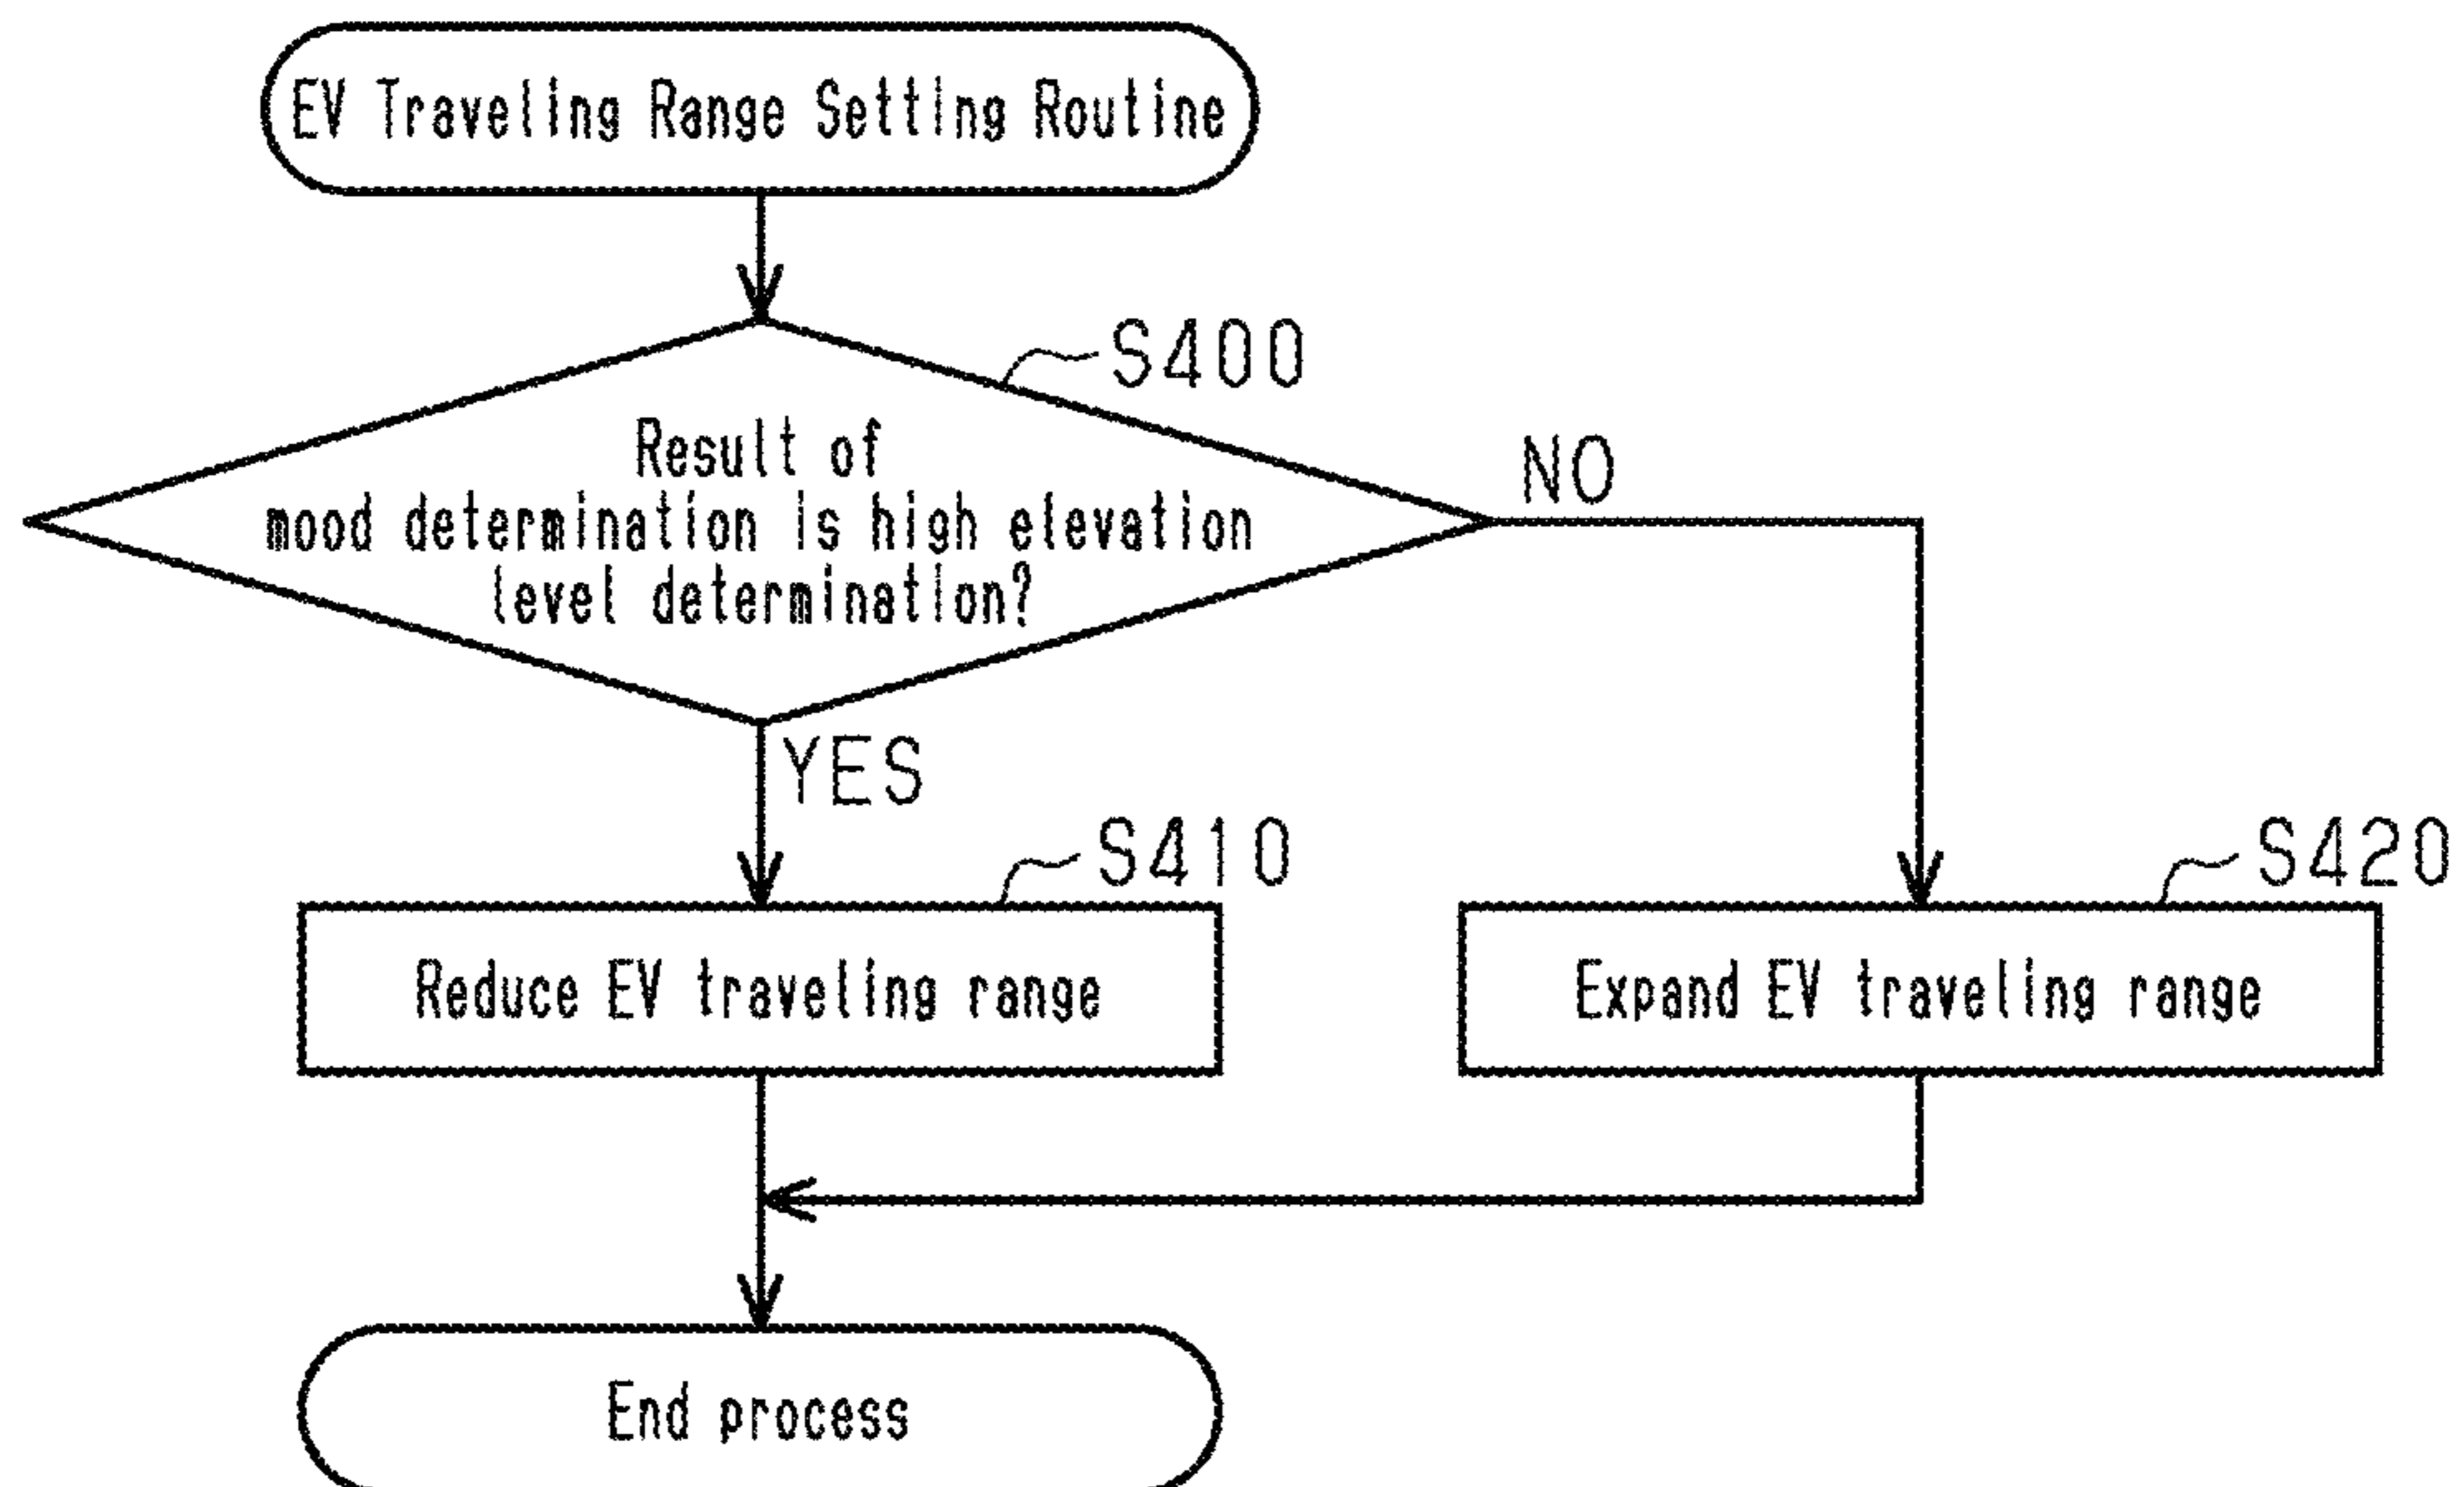 EV Traveling Range Setting Routine
S400
Result of
mood determination is high elevation
level determination?
NO
YES
S410
Reduce EV traveling range
S420
Expand EV traveling range
End process